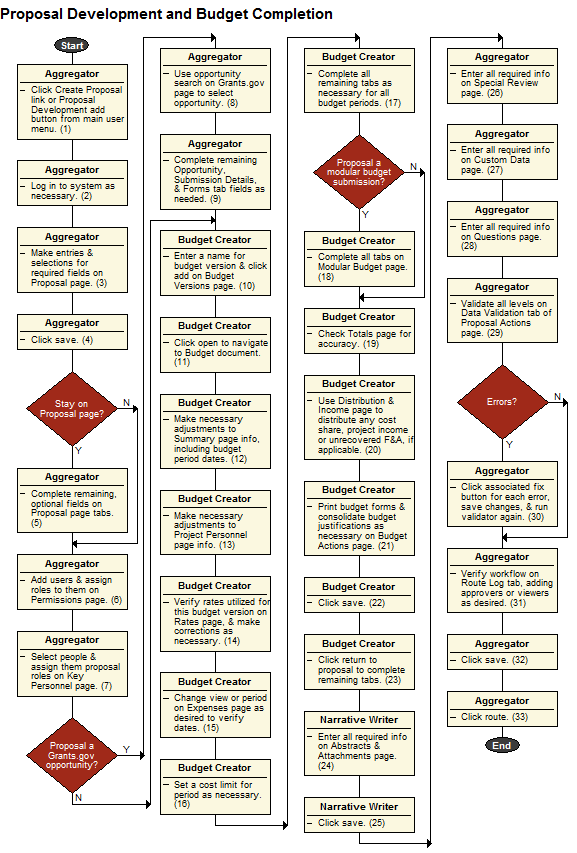 Proposal Development and Budget Completion
Start
Aggregator
– Click Create Proposal
link or Proposal
Development add
button from main user
menu. (1)
Aggregator
– Log in to system as
necessary. (2)
Aggregator
– Make entries &
selections for
required fields on
Proposal page. (3)
Aggregator
– Click save. (4)
Stay on
Proposal page?
N
Y
Aggregator
– Complete remaining,
optional fields on
Proposal page tabs.
(5)
Aggregator
– Add users & assign
roles to them on
Permissions page. (6)
Aggregator
– Select people &
assign them proposal
roles on Key
Personnel page. (7)
Proposal a
Grants.gov
opportunity?
Y
N
Aggregator
– Use opportunity
search on Grants.gov
page to select
opportunity. (8)
Aggregator
– Complete remaining
Opportunity,
Submission Details,
& Forms tab fields as
needed. (9)
Budget Creator
– Enter a name for
budget version & click
add on Budget
Versions page. (10)
Budget Creator
– Click open to navigate
to Budget document.
(11)
Budget Creator
– Make necessary
adjustments to
Summary page info,
including budget
period dates. (12)
Budget Creator
– Make necessary
adjustments to
Project Personnel
page info. (13)
Budget Creator
– Verify rates utilized for
this budget version on
Rates page, & make
corrections as
necessary. (14)
Budget Creator
– Change view or period
on Expenses page as
desired to verify
dates. (15)
Budget Creator
– Set a cost limit for
period as necessary.
(16)
Budget Creator
– Complete all
remaining tabs as
necessary for all
budget periods. (17)
Proposal a
modular budget
submission?
N
Y
Budget Creator
– Complete all tabs on
Modular Budget page.
(18)
Budget Creator
– Check Totals page for
accuracy. (19)
Budget Creator
– Use Distribution &
Income page to
distribute any cost
share, project income
or unrecovered F&A, if
applicable. (20)
Budget Creator
– Print budget forms &
consolidate budget
justifications as
necessary on Budget
Actions page. (21)
Budget Creator
– Click save. (22)
Budget Creator
– Click return to
proposal to complete
remaining tabs. (23)
Narrative Writer
– Enter all required info
on Abstracts &
Attachments page.
(24)
Narrative Writer
– Click save. (25)
Aggregator
– Enter all required info
on Special Review
page. (26)
Aggregator
– Enter all required info
on Custom Data
page. (27)
Aggregator
– Enter all required info
on Questions page.
(28)
Aggregator
– Validate all levels on
Data Validation tab of
Proposal Actions
page. (29)
Errors?
N
Y
Aggregator
– Click associated fix
button for each error,
save changes, & run
validator again. (30)
Aggregator
– Verify workflow on
Route Log tab, adding
approvers or viewers
as desired. (31)
Aggregator
– Click save. (32)
Aggregator
– Click route. (33)
End